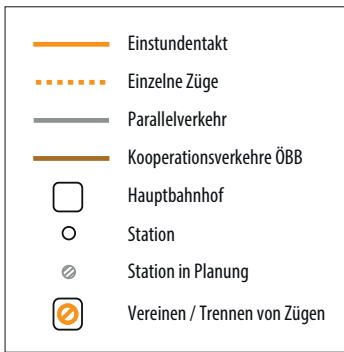 Einstundentakt
Einzelne Züge
Parallelverkehr
Kooperationsverkehre ÖBB
Hauptbahnhof
Station
Station in Planung
Vereinen / Trennen von Zügen